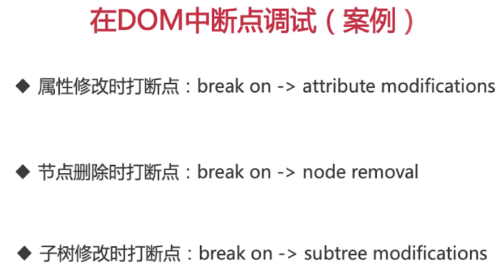 在DOM中断点调试（案例）
◆ 属性修改时打断点：break on -> attribute modifications
◆ 节点删除时打断点：break on -> node removal
◆ 子树修改时打断点：break on -> subtree modifications